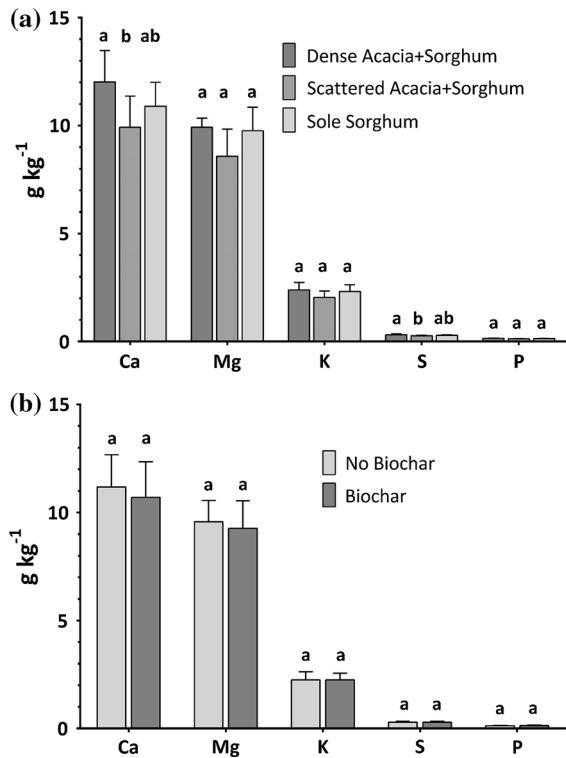 (a)
15
a b ab
Dense Acacia+Sorghum
Scattered Acacia+Sorghum
Sole Sorghum
a a a
10
g kg-1
5
a a a
a b ab
a a a
0
Ca Mg K S P
(b)
15
a a
No Biochar
Biochar
a a
10
g kg-1
5
a a
a a
a a
0
Ca Mg K S P